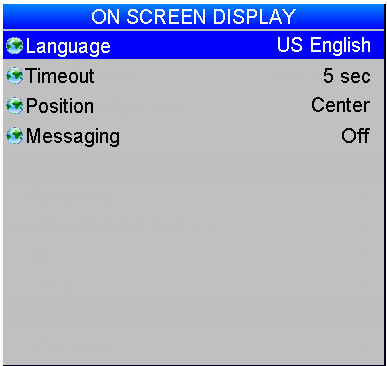 ON SCREEN DISPLAY
Language US English
Timeout 5 sec
Position Center
Messaging Off